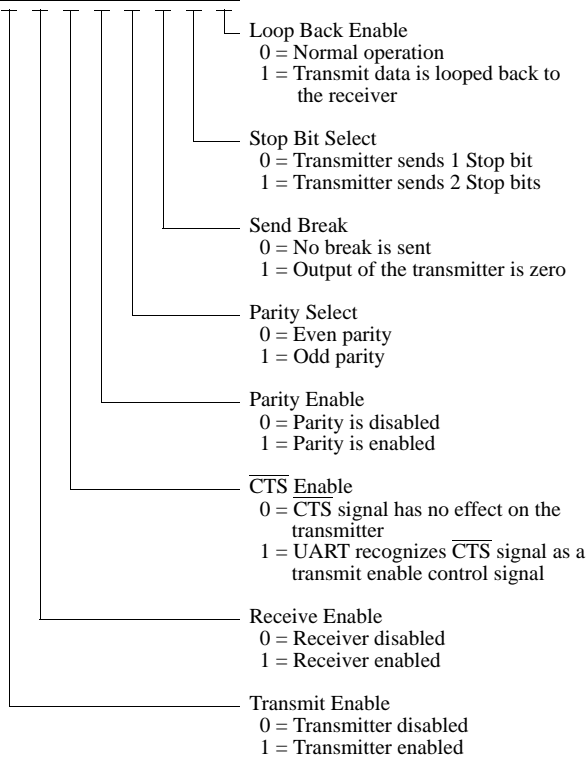 Loop Back Enable
0 = Normal operation
1 = Transmit data is looped back to
the receiver
Stop Bit Select
0 = Transmitter sends 1 Stop bit
1 = Transmitter sends 2 Stop bits
Send Break
0 = No break is sent
1 = Output of the transmitter is zero
Parity Select
0 = Even parity
1 = Odd parity
Parity Enable
0 = Parity is disabled
1 = Parity is enabled
C̅T̅S̅ Enable
0 = C̅T̅S̅ signal has no effect on the
transmitter
1 = UART recognizes C̅T̅S̅ signal as a
transmit enable control signal
Receive Enable
0 = Receiver disabled
1 = Receiver enabled
Transmit Enable
0 = Transmitter disabled
1 = Transmitter enabled